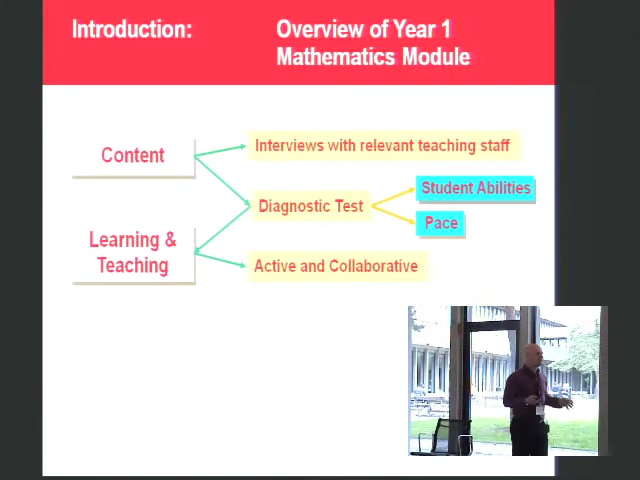 Introduction:
Overview of Year 1
Mathematics Module
Content
Interviews with relevant teaching staff
Diagnostic Test
Student Abilities
Pace
Learning &
Teaching
Active and Collaborative